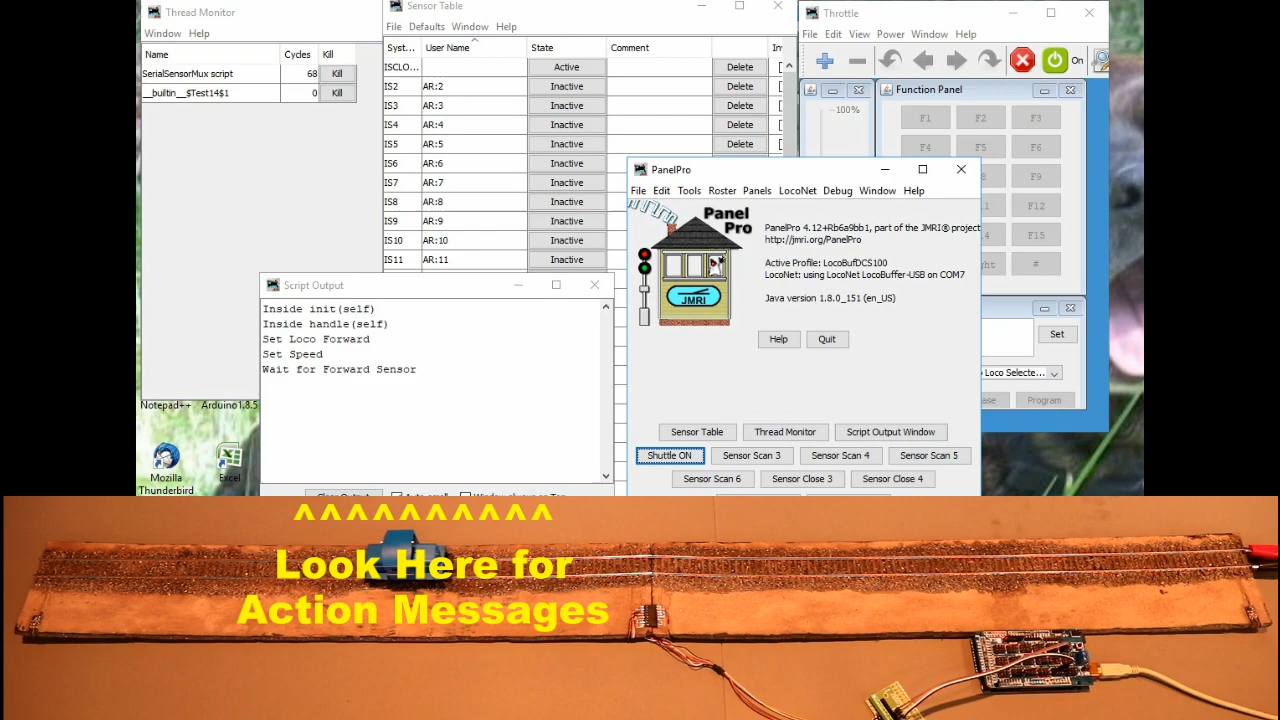 Thread Monitor
Window Help
Name Cycles Kill
SerialSensorMux script 68 Kill
__builtin__$Test14$1 0 Kill
Sensor Table
File Defaults Window Help
Syst... User Name State Comment
ISCLO... Active Delete
IS2 AR:2 Inactive Delete
IS3 AR:3 Inactive Delete
IS4 AR:4 Inactive Delete
IS5 AR:5 Inactive Delete
IS6 AR:6 Inactive
IS7 AR:7 Inactive
IS8 AR:8 Inactive
IS9 AR:9 Inactive
IS10 AR:10 Inactive
IS11 AR:11 Inactive
Throttle
File Edit View Power Window Help
On
100%
Function Panel
F1 F2 F3
F4 F5 F6
F9
F12
F15
#
Set
Loco Selecte...
Program
PanelPro
File Edit Tools Roster Panels LocoNet Debug Window Help
Panel
Pro
JMRI
PanelPro 4.12+Rb6a9bb1, part of the JMRI® project
http://jmri.org/PanelPro
Active Profile: LocoBufDCS100
LocoNet: using LocoNet LocoBuffer-USB on COM7
Java version 1.8.0_151 (en_US)
Help Quit
Sensor Table Thread Monitor Script Output Window
Shuttle ON Sensor Scan 3 Sensor Scan 4 Sensor Scan 5
Sensor Scan 6 Sensor Close 3 Sensor Close 4
Script Output
Inside init(self)
Inside handle(self)
Set Loco Forward
Set Speed
Wait for Forward Sensor
Notepad++ Arduino1.8.5
Mozilla Thunderbird
Excel
^^^^^^^^^^
Look Here for
Action Messages